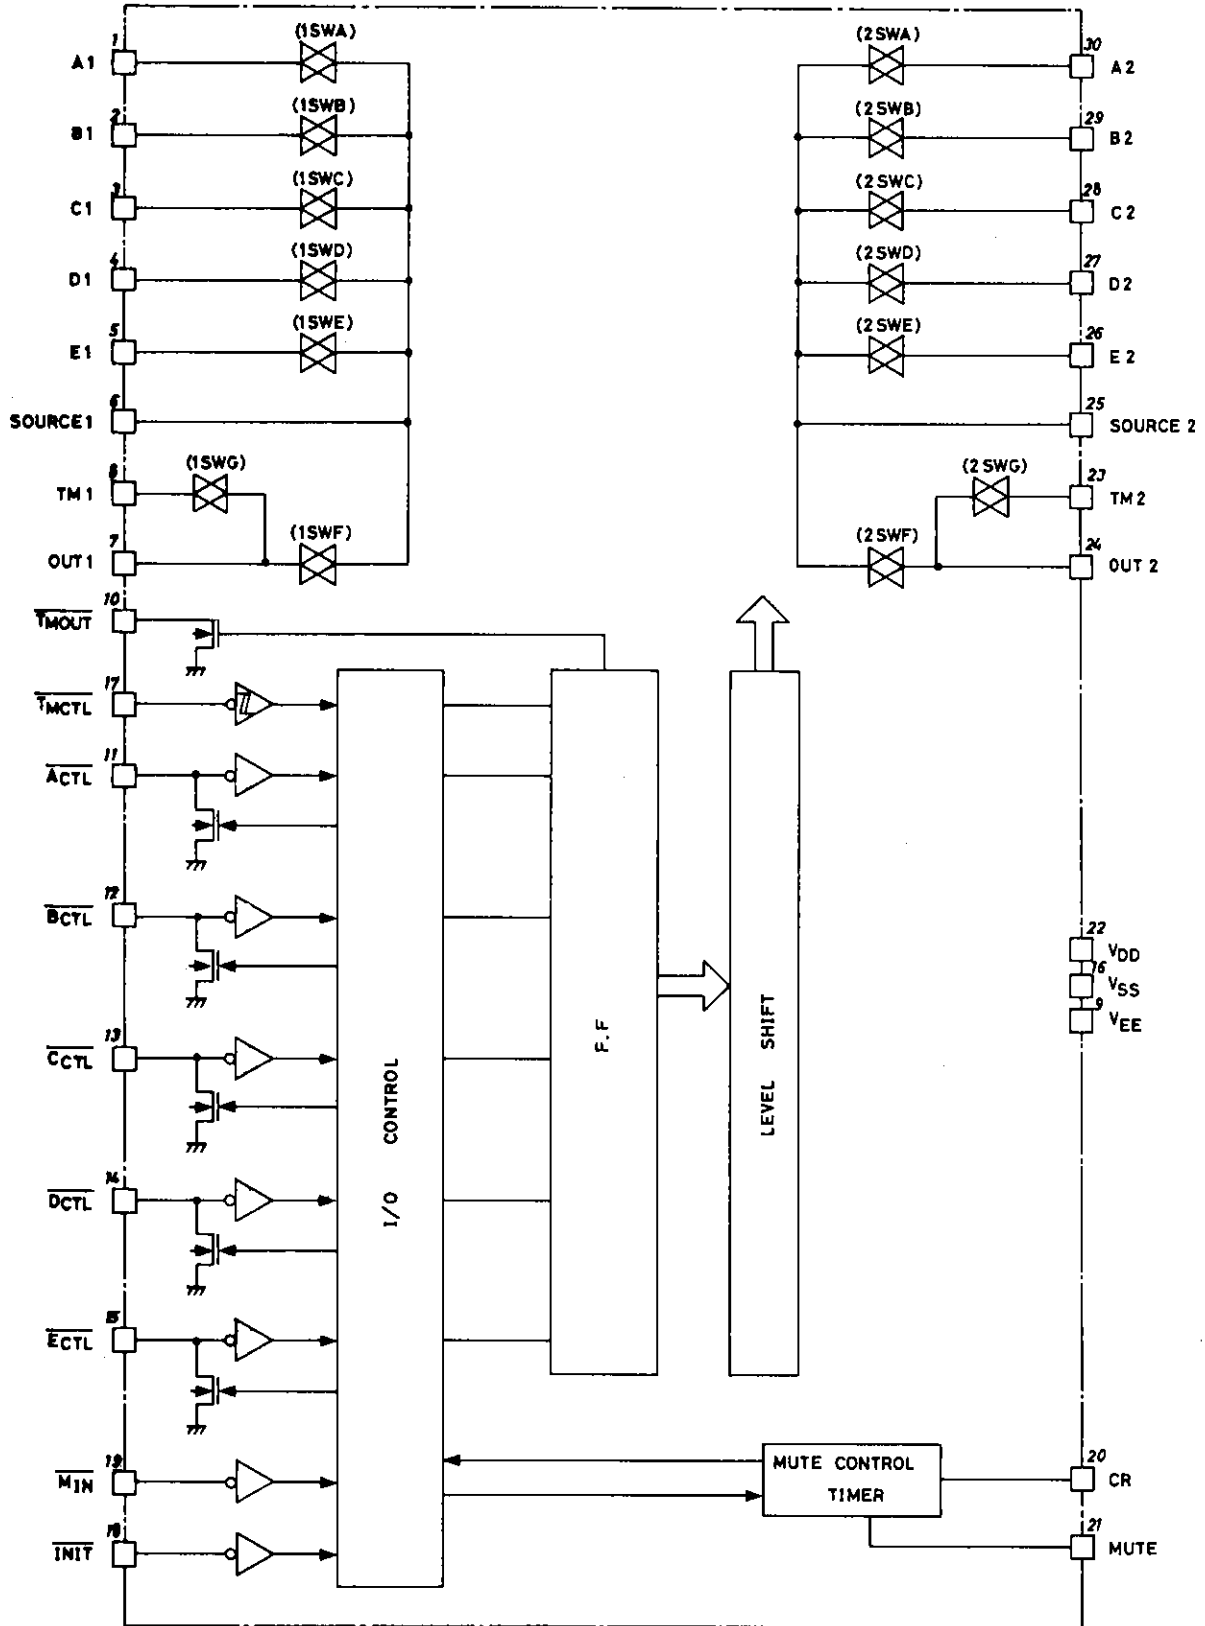 1
A1
(1SWA)
2
B1
(1SWB)
3
C1
(1SWC)
4
D1
(1SWD)
5
E1
(1SWE)
6
SOURCE1
8
TM1
(1SWG)
7
OUT1
(1SWF)
(2SWA)
30
A2
(2SWB)
29
B2
(2SWC)
28
C2
(2SWD)
27
D2
(2SWE)
26
E2
25
SOURCE2
(2SWG)
23
TM2
(2SWF)
24
OUT2
10
TMOUT
17
TMCTL
11
ACTL
12
BCTL
13
CCTL
14
DCTL
15
ECTL
19
MIN
18
INIT
I/O CONTROL
F.F
LEVEL SHIFT
22
VDD
16
VSS
9
VEE
MUTE CONTROL
TIMER
20
CR
21
MUTE